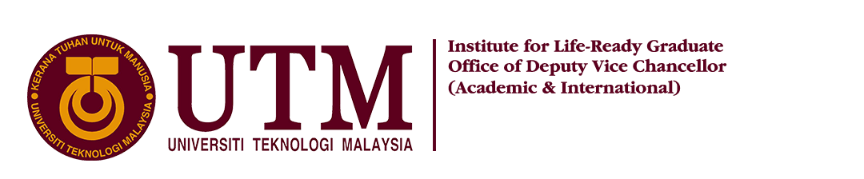 KERANA TUHAN UNTUK MANUSIA
UNIVERSITI TEKNOLOGI MALAYSIA
UTM
UNIVERSITI TEKNOLOGI MALAYSIA
Institute for Life-Ready Graduate
Office of Deputy Vice Chancellor
(Academic & International)